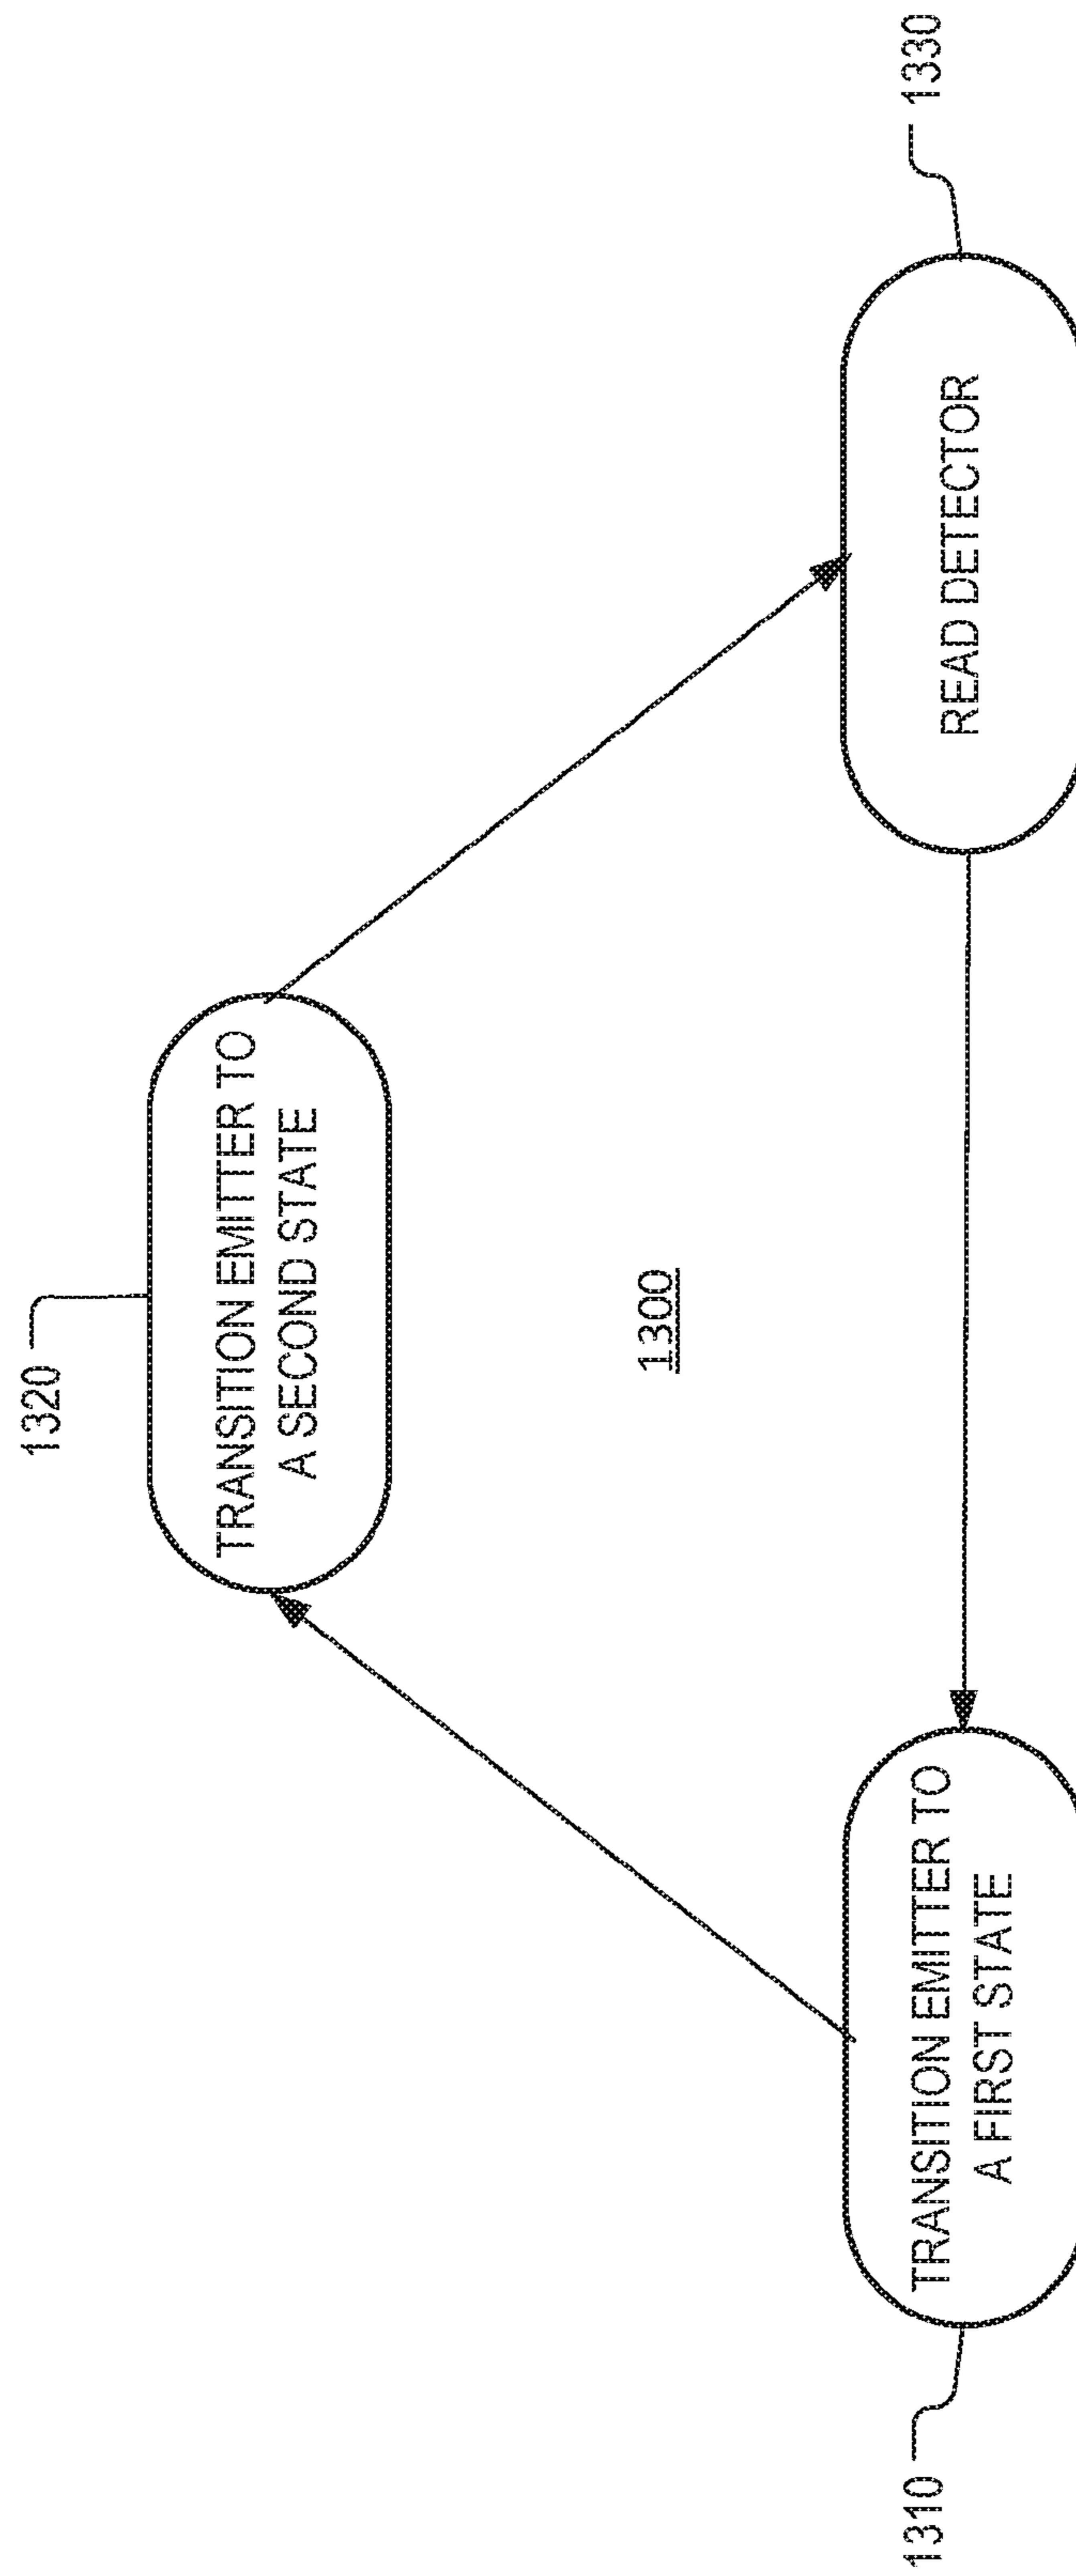 1320
TRANSITION EMITTER TO
A SECOND STATE
1300
1310
TRANSITION EMITTER TO
A FIRST STATE
READ DETECTOR
1330